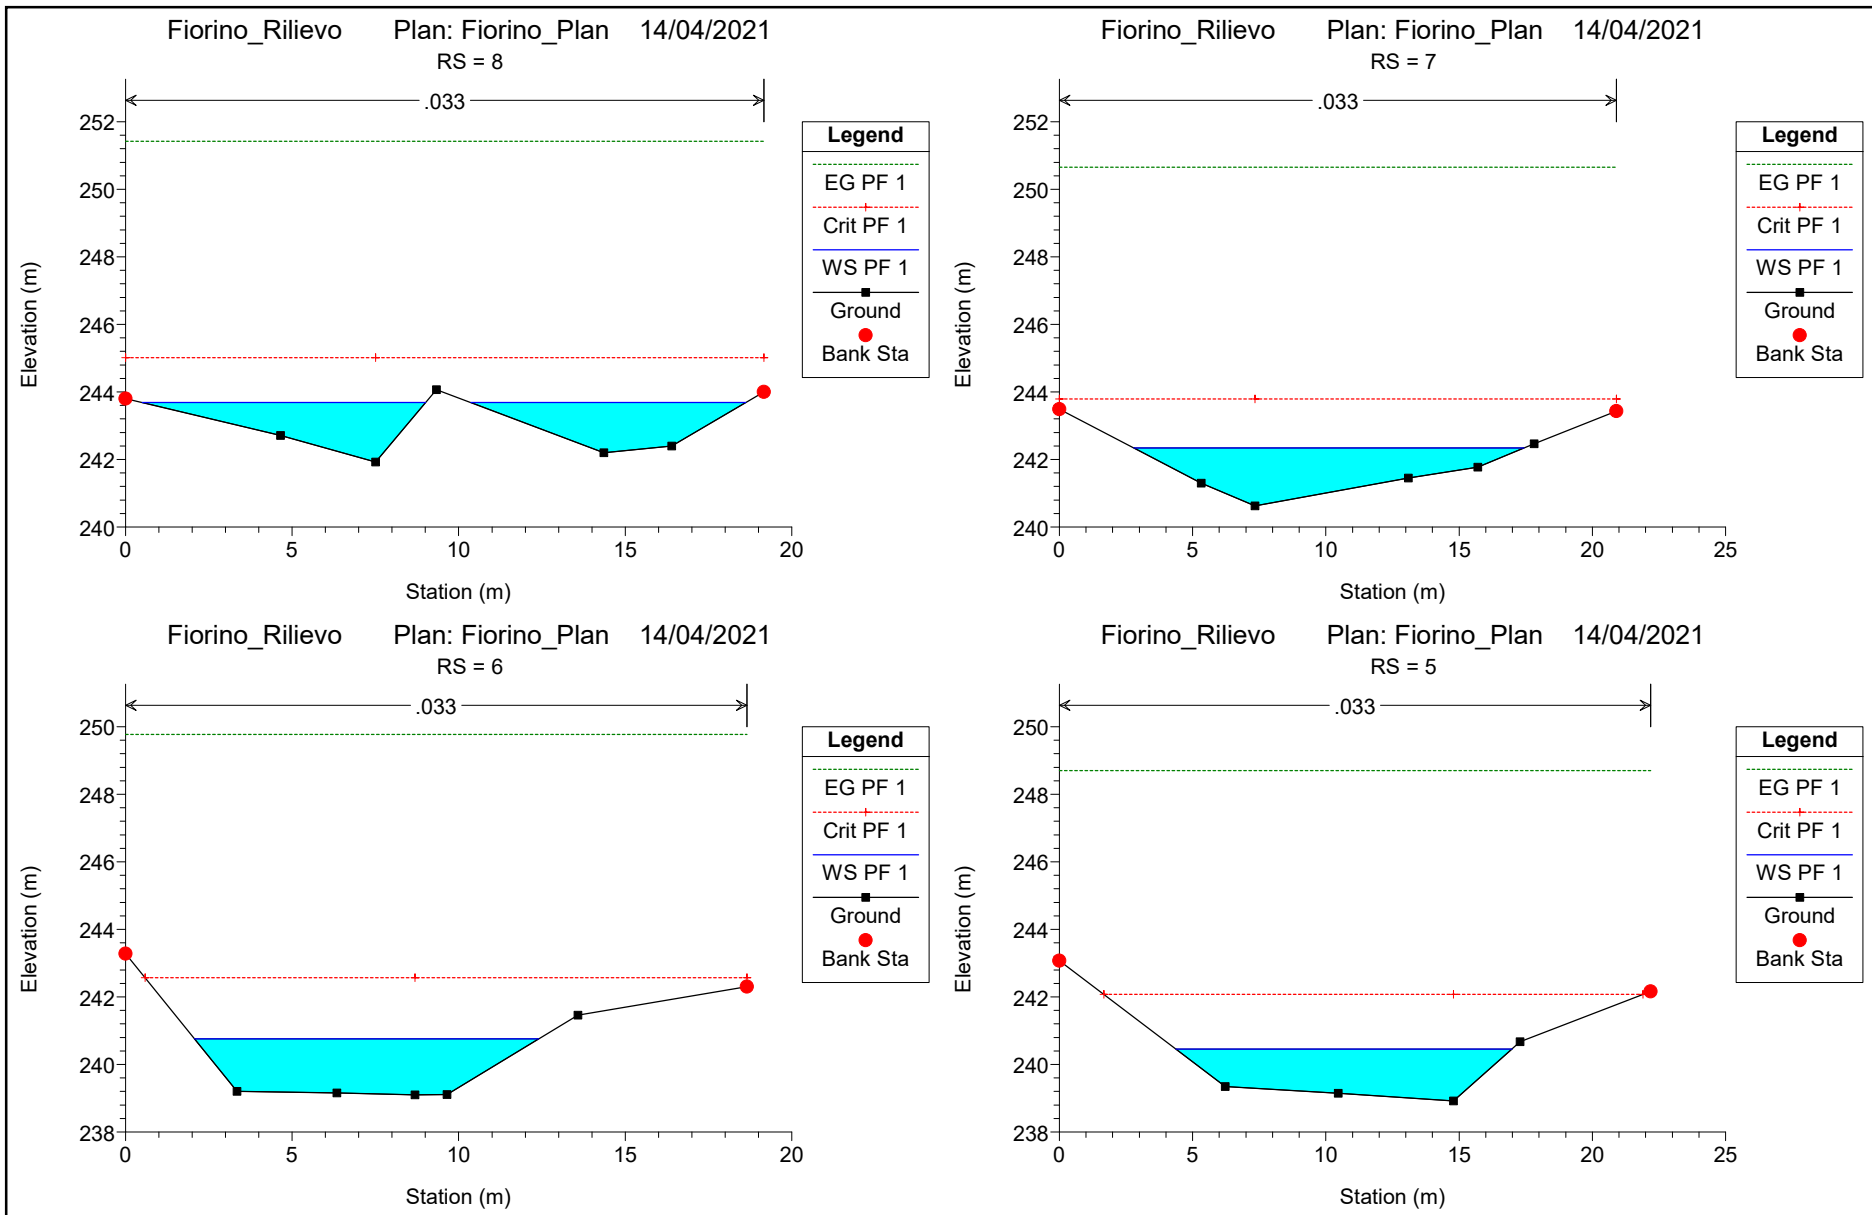 Fiorino_Rilievo Plan: Fiorino_Plan 14/04/2021
RS = 8
.033
252
250
248
246
244
242
240
0 5 10 15 20
Elevation (m)
Station (m)
Legend
EG PF 1
Crit PF 1
WS PF 1
Ground
Bank Sta
Fiorino_Rilievo Plan: Fiorino_Plan 14/04/2021
RS = 7
.033
252
250
248
246
244
242
240
0 5 10 15 20 25
Elevation (m)
Station (m)
Legend
EG PF 1
Crit PF 1
WS PF 1
Ground
Bank Sta
Fiorino_Rilievo Plan: Fiorino_Plan 14/04/2021
RS = 6
.033
250
248
246
244
242
240
238
0 5 10 15 20
Elevation (m)
Station (m)
Legend
EG PF 1
Crit PF 1
WS PF 1
Ground
Bank Sta
Fiorino_Rilievo Plan: Fiorino_Plan 14/04/2021
RS = 5
.033
250
248
246
244
242
240
238
0 5 10 15 20 25
Elevation (m)
Station (m)
Legend
EG PF 1
Crit PF 1
WS PF 1
Ground
Bank Sta